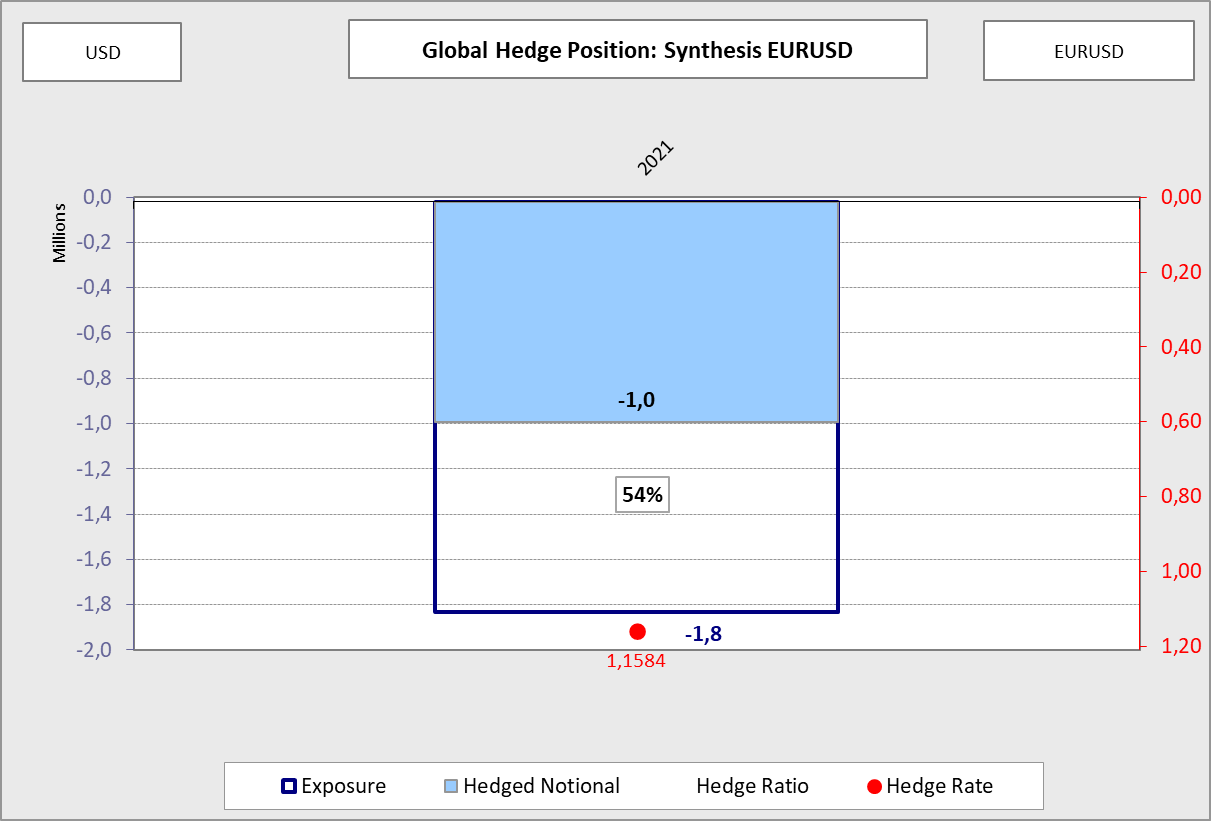 USD
Global Hedge Position: Synthesis EURUSD
EURUSD
2021
Millions
0,0
-0,2
-0,4
-0,6
-0,8
-1,0
-1,2
-1,4
-1,6
-1,8
-2,0
0,00
0,20
0,40
0,60
0,80
1,00
1,20
-1,0
54%
-1,8
1,1584
Exposure
Hedged Notional
Hedge Ratio
Hedge Rate